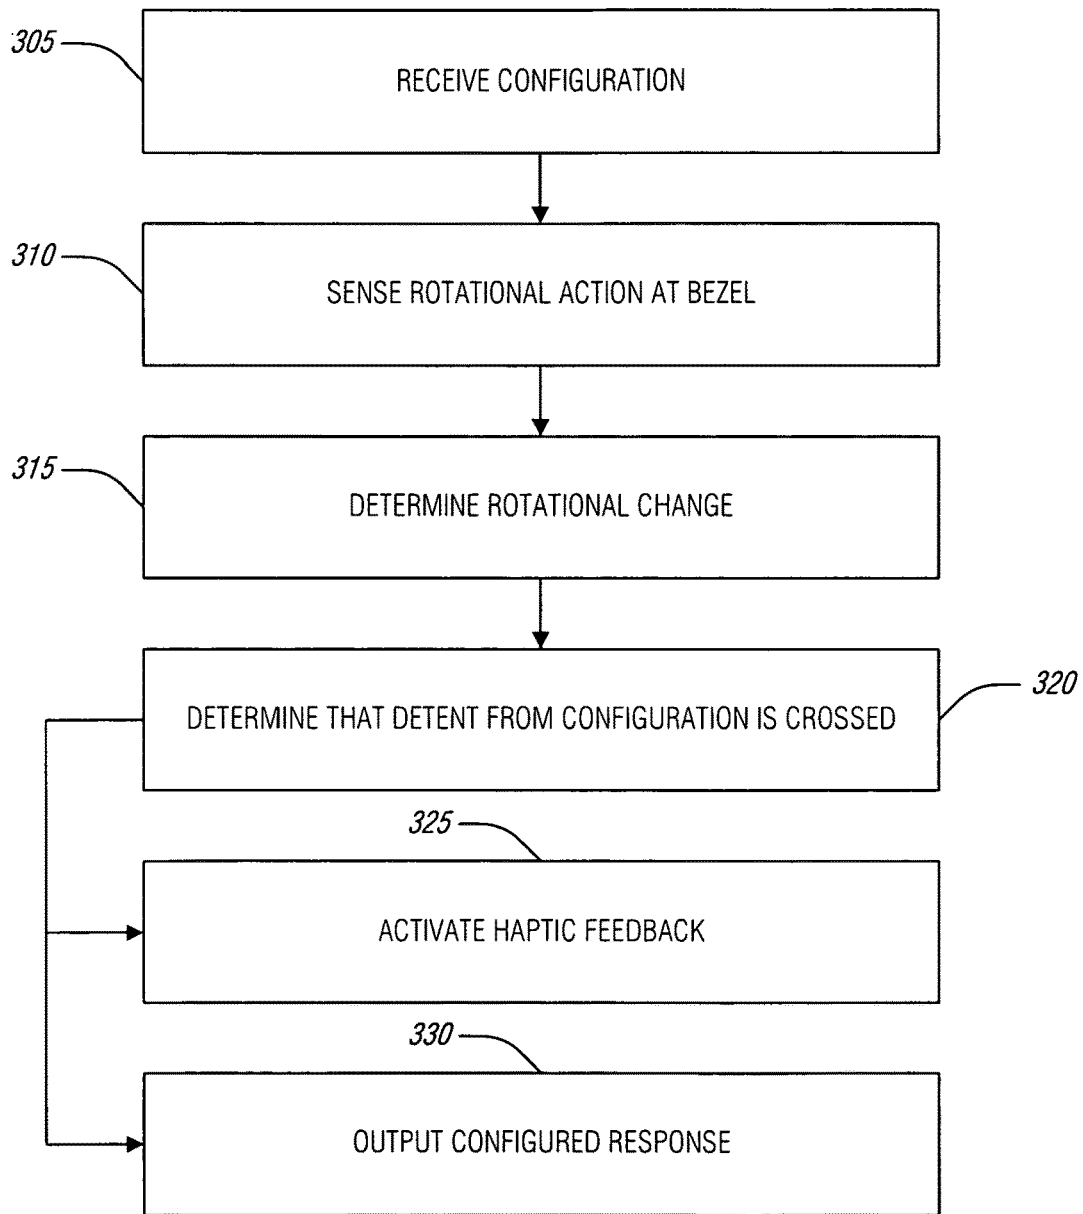 305
RECEIVE CONFIGURATION
310
SENSE ROTATIONAL ACTION AT BEZEL
315
DETERMINE ROTATIONAL CHANGE
320
DETERMINE THAT DETENT FROM CONFIGURATION IS CROSSED
325
ACTIVATE HAPTIC FEEDBACK
330
OUTPUT CONFIGURED RESPONSE